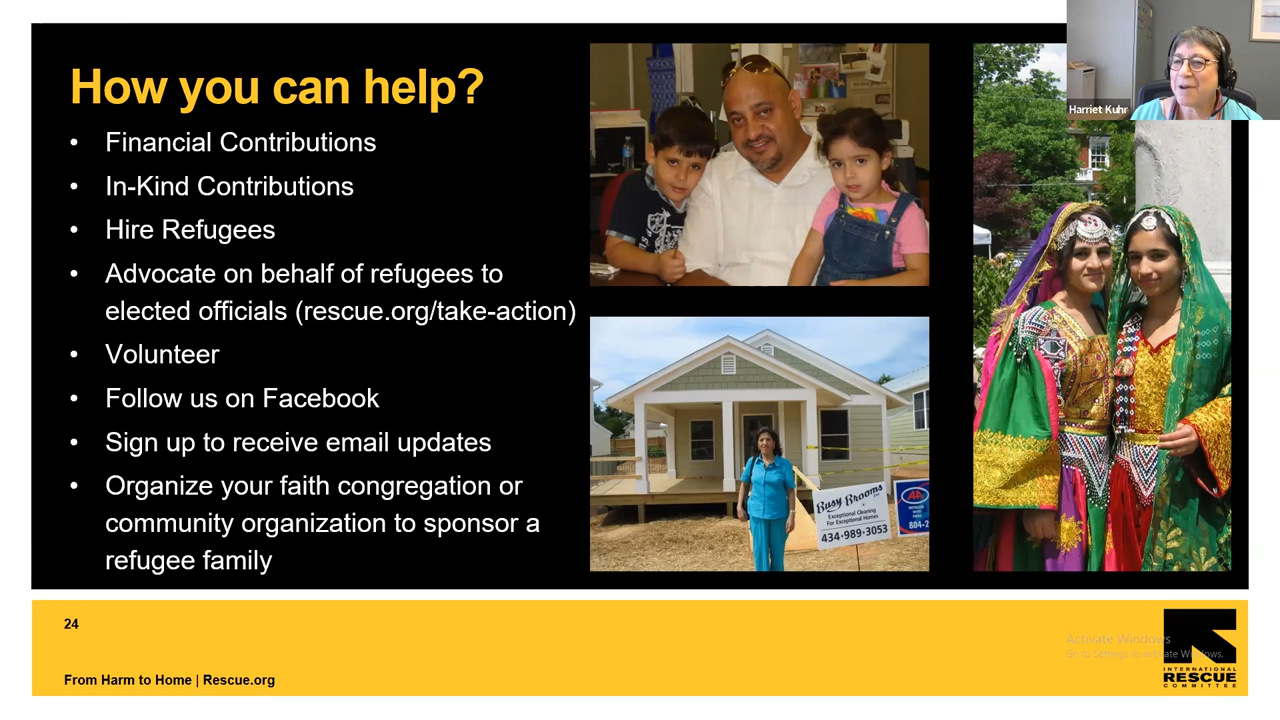 How you can help?
• Financial Contributions
• In-Kind Contributions
• Hire Refugees
• Advocate on behalf of refugees to
elected officials (rescue.org/take-action)
• Volunteer
• Follow us on Facebook
• Sign up to receive email updates
• Organize your faith congregation or
community organization to sponsor a
refugee family
Harriet Kuhr
Busy Brooms
Exceptional Cleaning
For Exceptional Homes
434-989-3053
AA
804-2
24
From Harm to Home | Rescue.org
Activate Windows
Go to Settings to activate Windows.
INTERNATIONAL
RESCUE
COMMITTEE